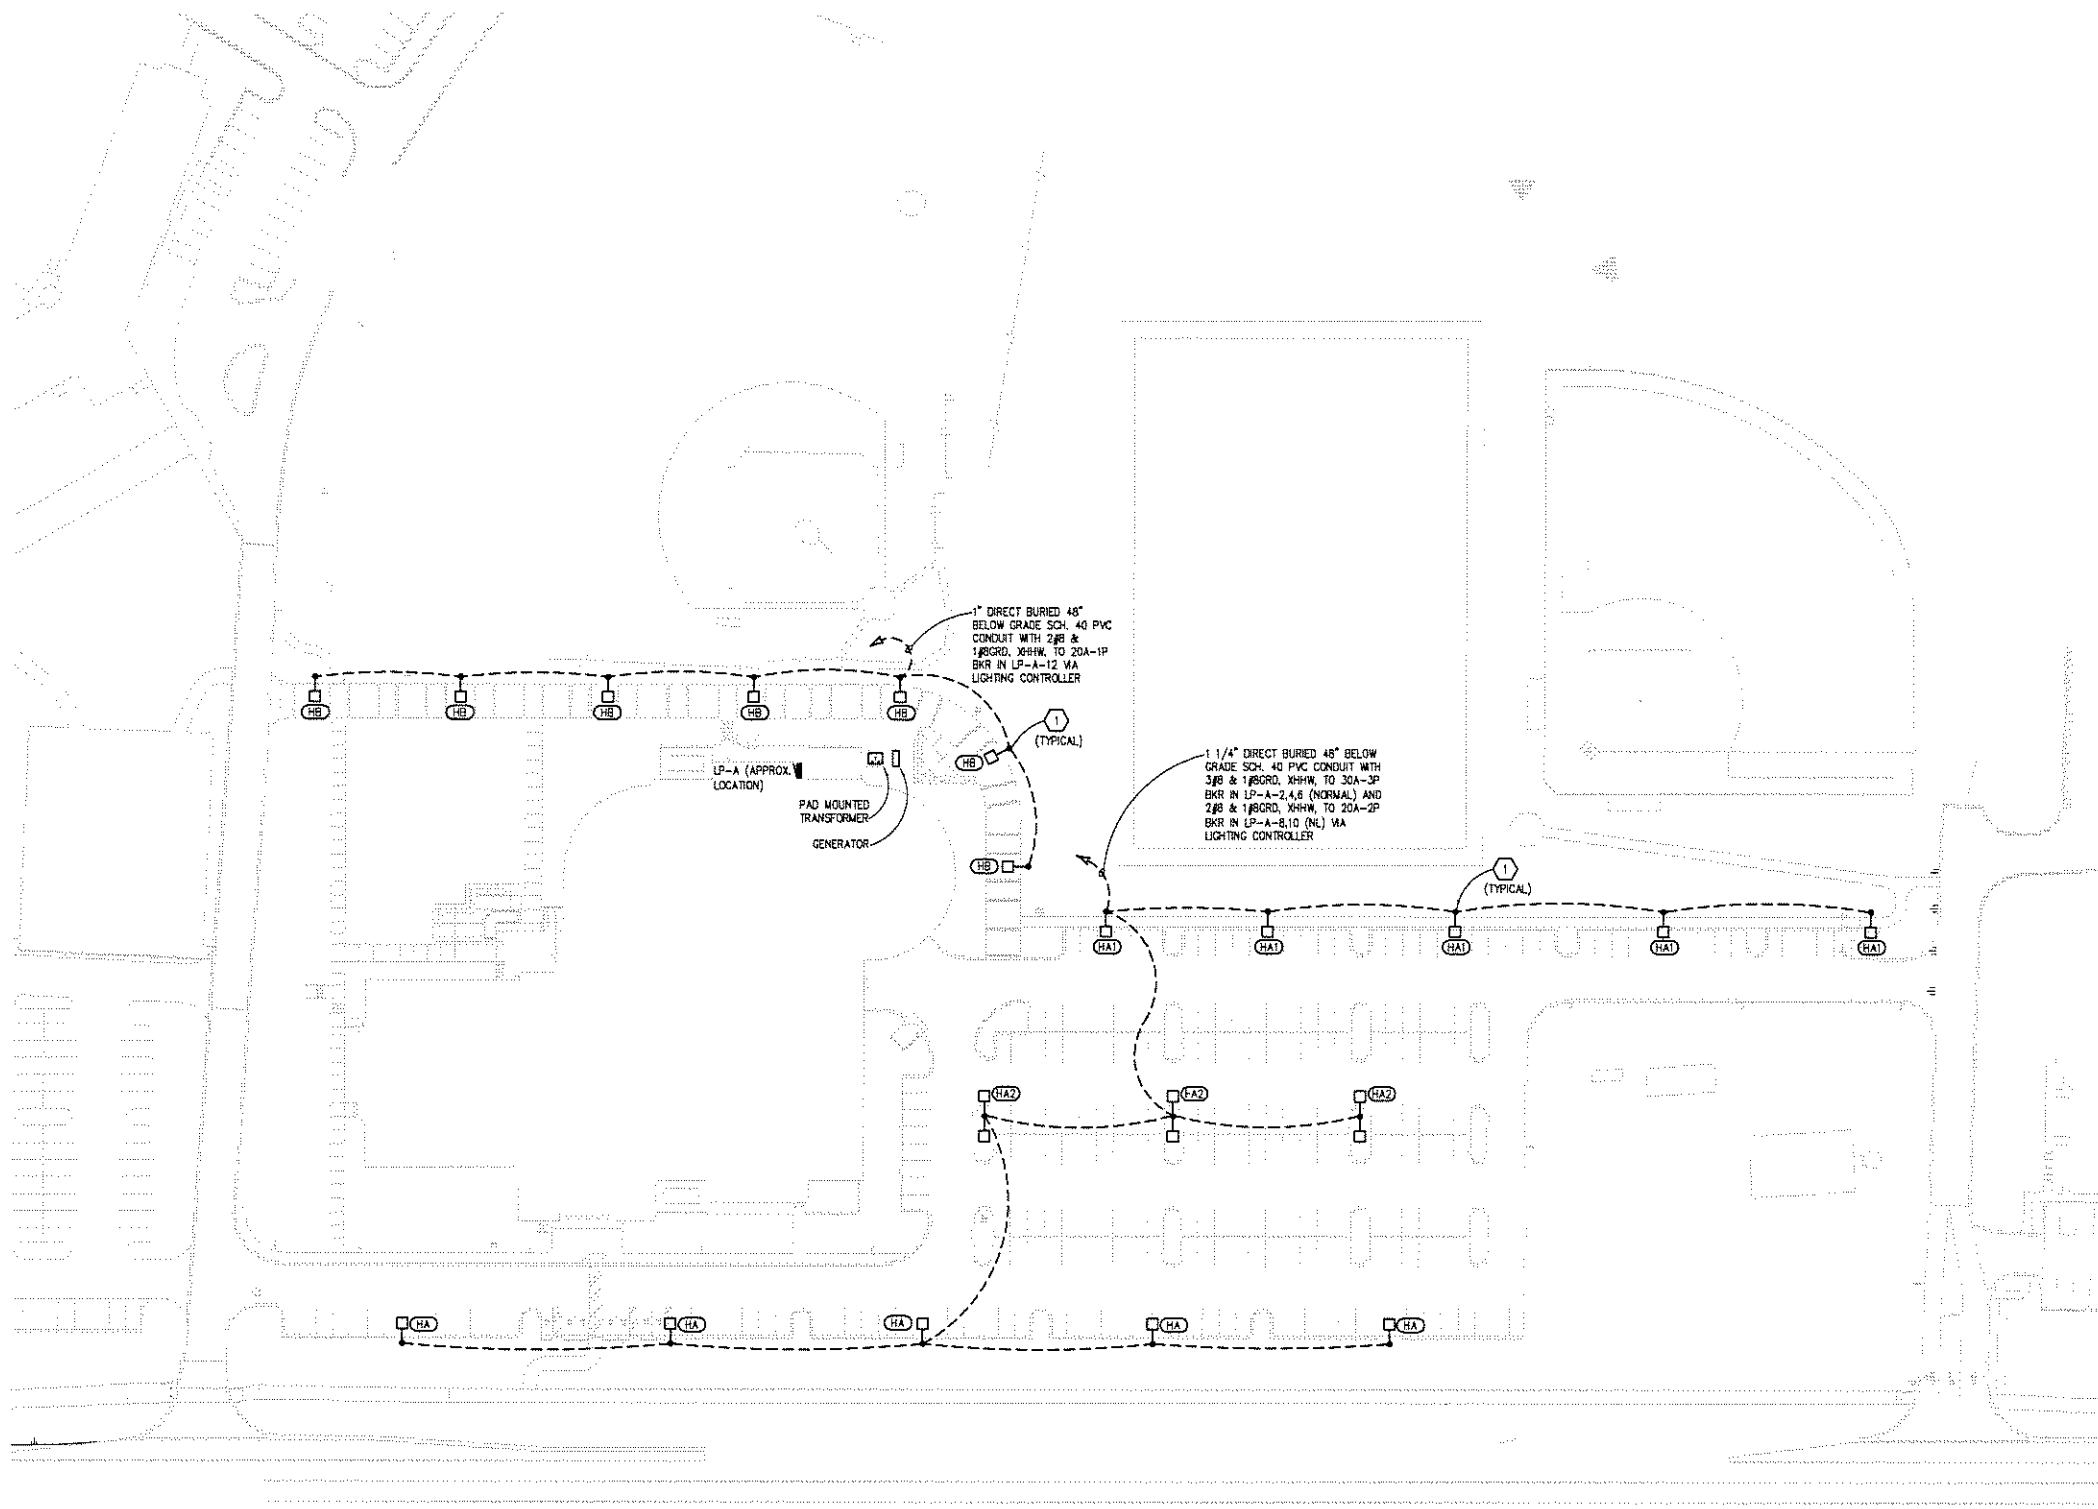 1" DIRECT BURIED 48"
BELOW GRADE SCH. 40 PVC
CONDUIT WITH 2#8 &
1#8GRD, XHHW, TO 20A-1P
BKR IN LP-A-12 VIA
LIGHTING CONTROLLER
HB
HB
HB
HB
HB
1
(TYPICAL)
HB
LP-A (APPROX.
LOCATION)
PAD MOUNTED
TRANSFORMER
GENERATOR
1 1/4" DIRECT BURIED 48" BELOW
GRADE SCH. 40 PVC CONDUIT WITH
3#8 & 1#8GRD, XHHW, TO 30A-3P
BKR IN LP-A-2,4,6 (NORMAL) AND
2#8 & 1#8GRD, XHHW, TO 20A-2P
BKR IN LP-A-8,10 (NL) VIA
LIGHTING CONTROLLER
HB
1
(TYPICAL)
HA1
HA1
HA1
HA1
HA1
HA2
HA2
HA2
HA
HA
HA
HA
HA